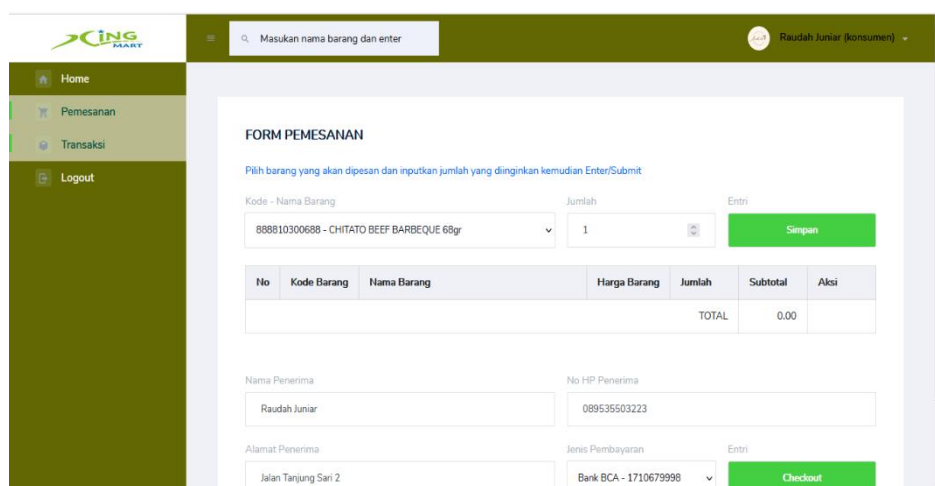 XiNG
MART
Masukan nama barang dan enter
Raudah Juniar (konsumen)
Home
Pemesanan
Transaksi
Logout
FORM PEMESANAN
Pilih barang yang akan dipesan dan inputkan jumlah yang diinginkan kemudian Enter/Submit
Kode - Nama Barang Jumlah Entri
888810300688 - CHITATO BEEF BARBEQUE 68gr 1 Simpan
No Kode Barang Nama Barang Harga Barang Jumlah Subtotal Aksi
TOTAL 0.00
Nama Penerima No HP Penerima
Raudah Juniar 089535503223
Alamat Penerima Jenis Pembayaran Entri
Jalan Tanjung Sari 2 Bank BCA - 1710679998 Checkout